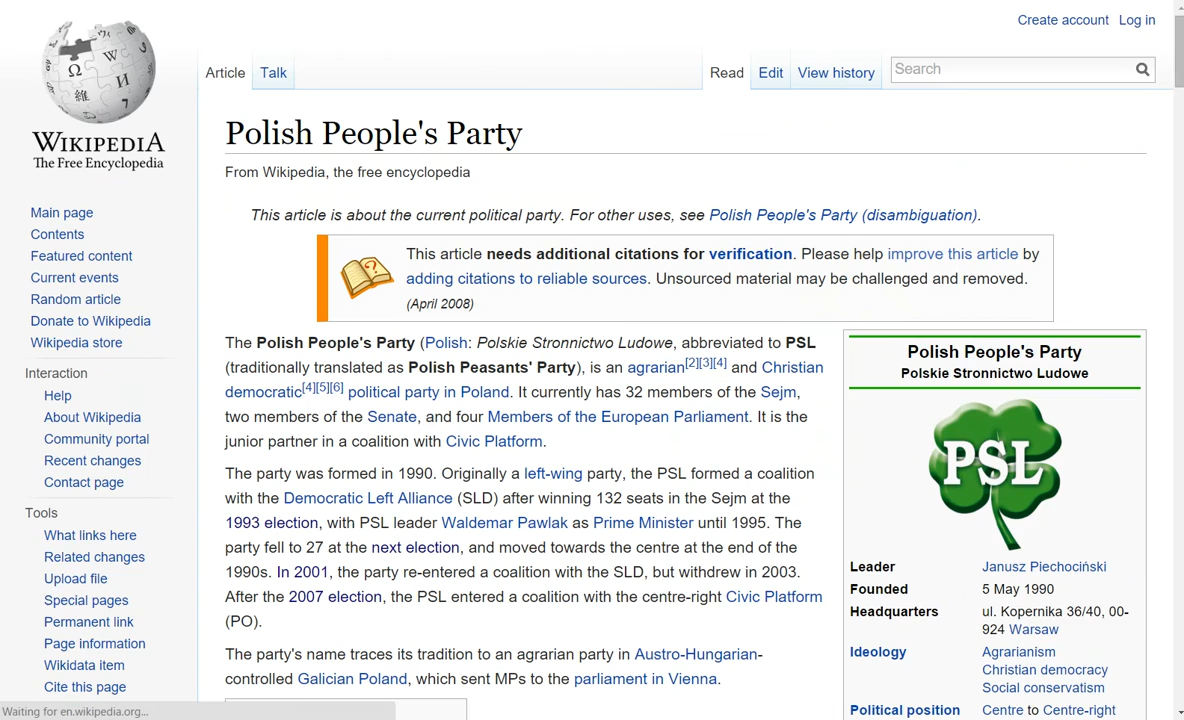 Create account Log in
Article Talk Read Edit View history Search
WIKIPEDIA
The Free Encyclopedia
Main page
Contents
Featured content
Current events
Random article
Donate to Wikipedia
Wikipedia store
Interaction
Help
About Wikipedia
Community portal
Recent changes
Contact page
Tools
What links here
Related changes
Upload file
Special pages
Permanent link
Page information
Wikidata item
Cite this page
Polish People's Party
From Wikipedia, the free encyclopedia
This article is about the current political party. For other uses, see Polish People's Party (disambiguation).
This article needs additional citations for verification. Please help improve this article by
adding citations to reliable sources. Unsourced material may be challenged and removed.
(April 2008)
The Polish People's Party (Polish: Polskie Stronnictwo Ludowe, abbreviated to PSL
(traditionally translated as Polish Peasants' Party), is an agrarian[2][3][4] and Christian
democratic[4][5][6] political party in Poland. It currently has 32 members of the Sejm,
two members of the Senate, and four Members of the European Parliament. It is the
junior partner in a coalition with Civic Platform.
The party was formed in 1990. Originally a left-wing party, the PSL formed a coalition
with the Democratic Left Alliance (SLD) after winning 132 seats in the Sejm at the
1993 election, with PSL leader Waldemar Pawlak as Prime Minister until 1995. The
party fell to 27 at the next election, and moved towards the centre at the end of the
1990s. In 2001, the party re-entered a coalition with the SLD, but withdrew in 2003.
After the 2007 election, the PSL entered a coalition with the centre-right Civic Platform
(PO).
The party's name traces its tradition to an agrarian party in Austro-Hungarian-
controlled Galician Poland, which sent MPs to the parliament in Vienna.
Polish People's Party
Polskie Stronnictwo Ludowe
PSL
Leader Janusz Piechociński
Founded 5 May 1990
Headquarters ul. Kopernika 36/40, 00-
924 Warsaw
Ideology Agrarianism
Christian democracy
Social conservatism
Political position Centre to Centre-right
Waiting for en.wikipedia.org...